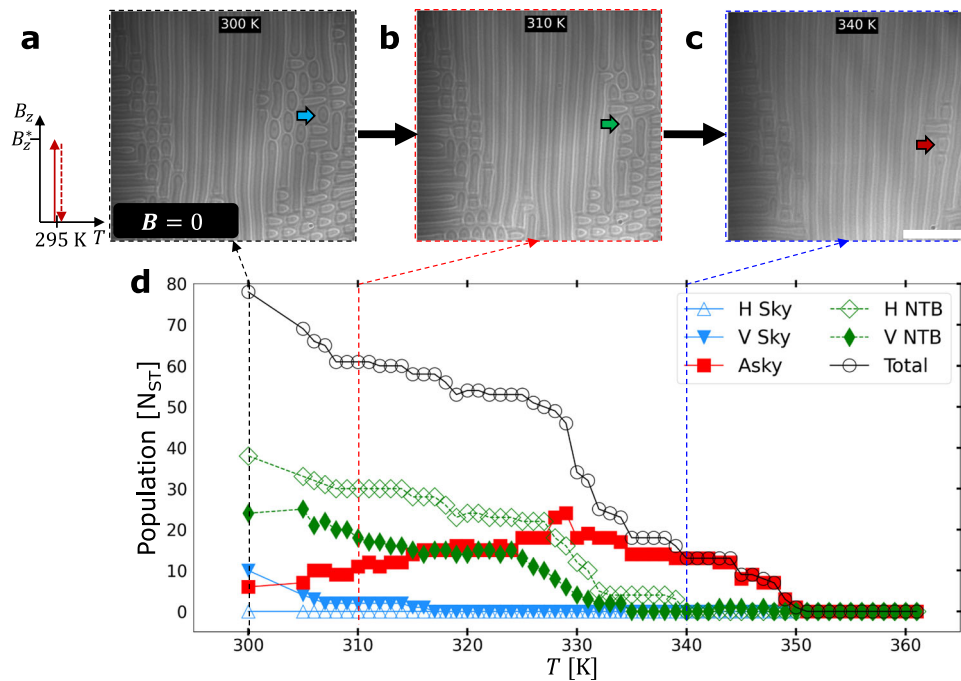 a
300 K
b
310 K
c
340 K
B_z
B_z^*
295 K
T
B = 0
d
80
70
60
50
40
30
20
10
0
Population [N_ST]
H Sky
V Sky
Asky
H NTB
V NTB
Total
300
310
320
330
340
350
360
T [K]